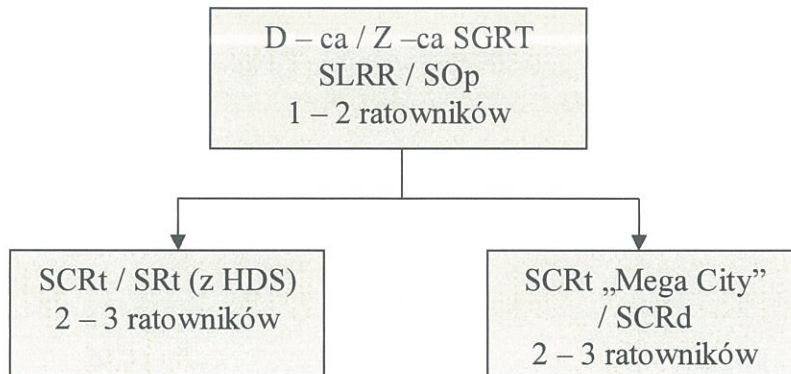 D – ca / Z –ca SGRT
SLRR / SOp
1 – 2 ratowników
SCRt / SRt (z HDS)
2 – 3 ratowników
SCRt „Mega City”
/ SCRd
2 – 3 ratowników